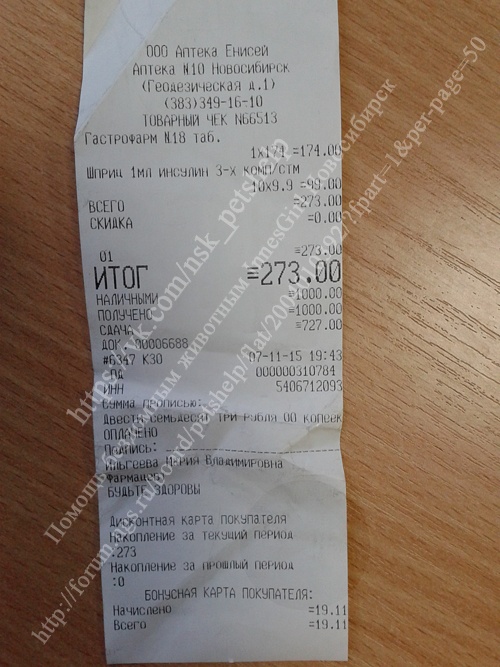 ООО Аптека Енисей
Аптека N10 Новосибирск
(Геодезическая д.1)
(383)349-16-10
ТОВАРНЫЙ ЧЕК N66513
Гастрофарм N18 таб.
1x174 =174.00
Шприц 1мл инсулин 3-х комп/стм
10x9.9 =99.00
ВСЕГО =273.00
СКИДКА =0.00
01 =273.00
ИТОГ =273.00
НАЛИЧНЫМИ =1000.00
ПОЛУЧЕНО =1000.00
СДАЧА =727.00
ДОК. 00006688
#6347 К30 07-11-15 19:43
ПД 000000310784
ИНН 5406712093
Сумма прописью:
Двести семьдесят три рубля 00 копеек
ОПЛАЧЕНО
Подпись:
Мария Владимировна
Фармацевт
БУДЬТЕ ЗДОРОВЫ
Дисконтная карта покупателя
Накопление за текущий период
:273
Накопление за прошлый период
:0
БОНУСНАЯ КАРТА ПОКУПАТЕЛЯ:
Начислено =19.11
Всего =19.11